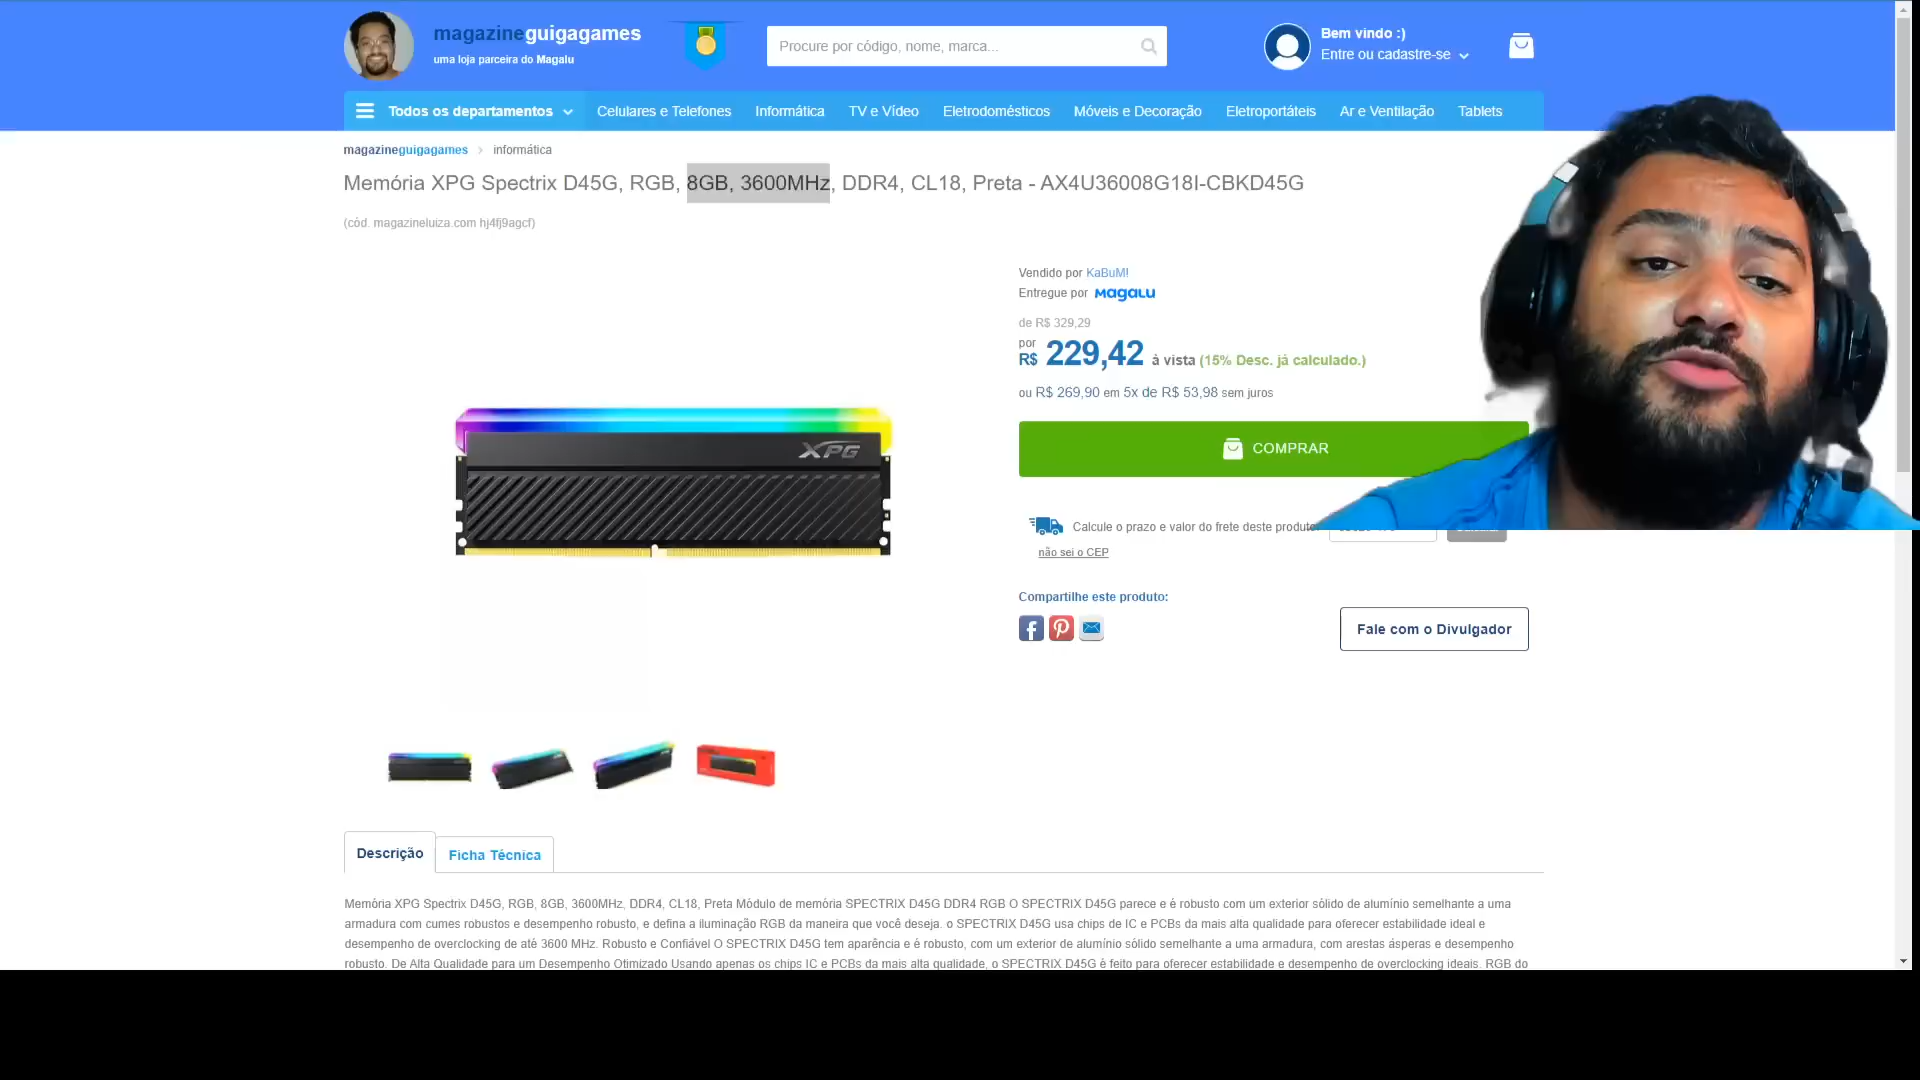 magazineguigagames
uma loja parceira do Magalu
Procure por código, nome, marca...
Bem vindo :)
Entre ou cadastre-se
Todos os departamentos
Celulares e Telefones
Informática
TV e Vídeo
Eletrodomésticos
Móveis e Decoração
Eletroportáteis
Ar e Ventilação
Tablets
magazineguigagames > informática
Memória XPG Spectrix D45G, RGB, 8GB, 3600MHz, DDR4, CL18, Preta - AX4U36008G18I-CBKD45G
(cód. magazineluiza.com hj4fj9agcf)
Vendido por KaBuM!
Entregue por magalu
de R$ 329,29
por
R$ 229,42 à vista (15% Desc. já calculado.)
ou R$ 269,90 em 5x de R$ 53,98 sem juros
COMPRAR
Calcule o prazo e valor do frete deste produto
não sei o CEP
Compartilhe este produto:
Fale com o Divulgador
XPG
Descrição
Ficha Técnica
Memória XPG Spectrix D45G, RGB, 8GB, 3600MHz, DDR4, CL18, Preta Módulo de memória SPECTRIX D45G DDR4 RGB O SPECTRIX D45G parece e é robusto com um exterior sólido de alumínio semelhante a uma
armadura com cumes robustos e desempenho robusto, e defina a iluminação RGB da maneira que você deseja. o SPECTRIX D45G usa chips de IC e PCBs da mais alta qualidade para oferecer estabilidade ideal e
desempenho de overclocking de até 3600 MHz. Robusto e Confiável O SPECTRIX D45G tem aparência e é robusto, com um exterior de alumínio sólido semelhante a uma armadura, com arestas ásperas e desempenho
robusto. De Alta Qualidade para um Desempenho Otimizado Usando apenas os chips IC e PCBs da mais alta qualidade, o SPECTRIX D45G é feito para oferecer estabilidade e desempenho de overclocking ideais. RGB do